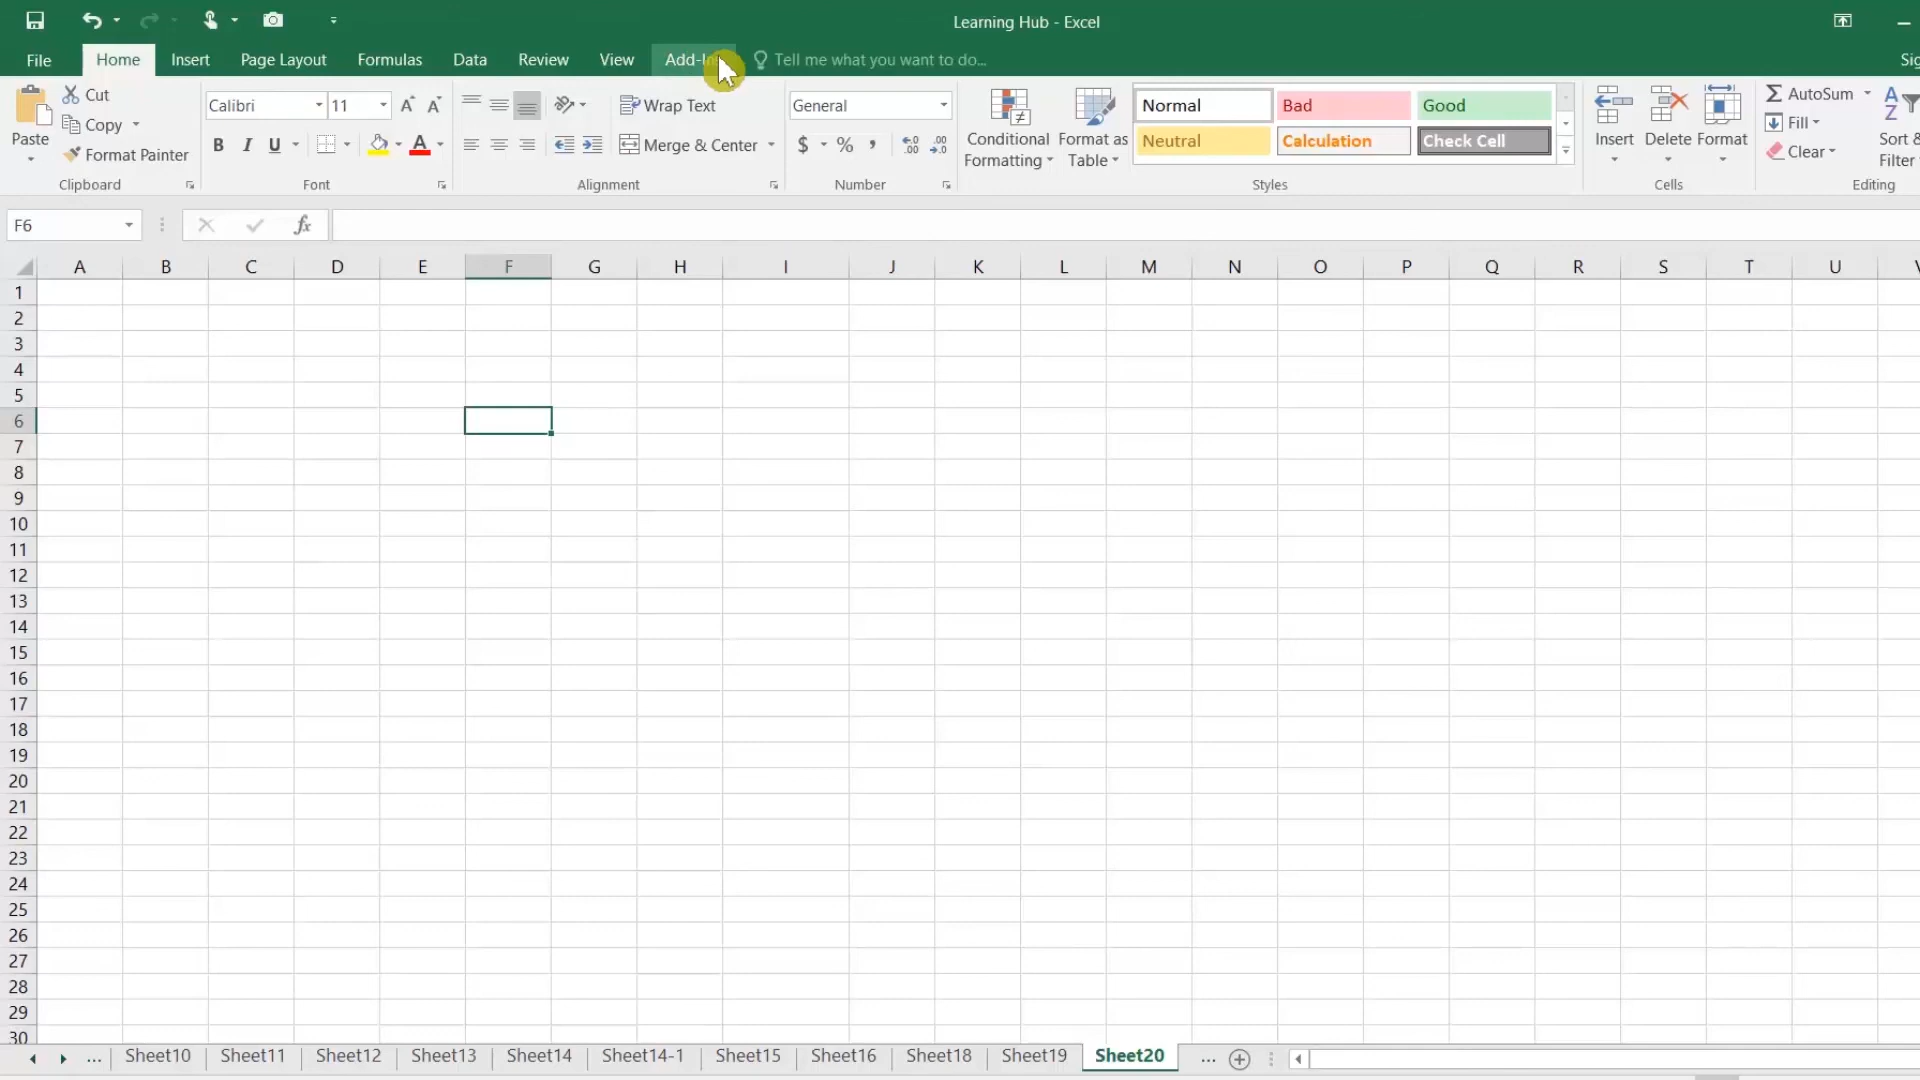 Learning Hub - Excel
File Home Insert Page Layout Formulas Data Review View Tell me what you want to do...
Paste
Cut
Copy
Format Painter
Clipboard
Calibri 11
B I U
Font
Wrap Text
Merge & Center
Alignment
General
$ % ,
Number
Conditional Formatting
Format as Table
Normal Bad Good
Neutral Calculation Check Cell
Styles
Insert Delete Format
Cells
AutoSum
Fill
Clear
Sort &
Filter
Editing
F6 fx
A B C D E F G H I J K L M N O P Q R S T U
1
2
3
4
5
6
7
8
9
10
11
12
13
14
15
16
17
18
19
20
21
22
23
24
25
26
27
28
29
30
... Sheet10 Sheet11 Sheet12 Sheet13 Sheet14 Sheet14-1 Sheet15 Sheet16 Sheet18 Sheet19 Sheet20 ...